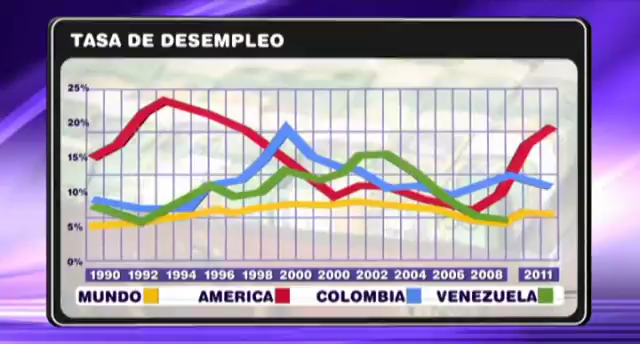 TASA DE DESEMPLEO
25%
20%
15%
10%
5%
0%
1990 1992 1994 1996 1998 2000 2000 2002 2004 2006 2008 2011
MUNDO AMERICA COLOMBIA VENEZUELA